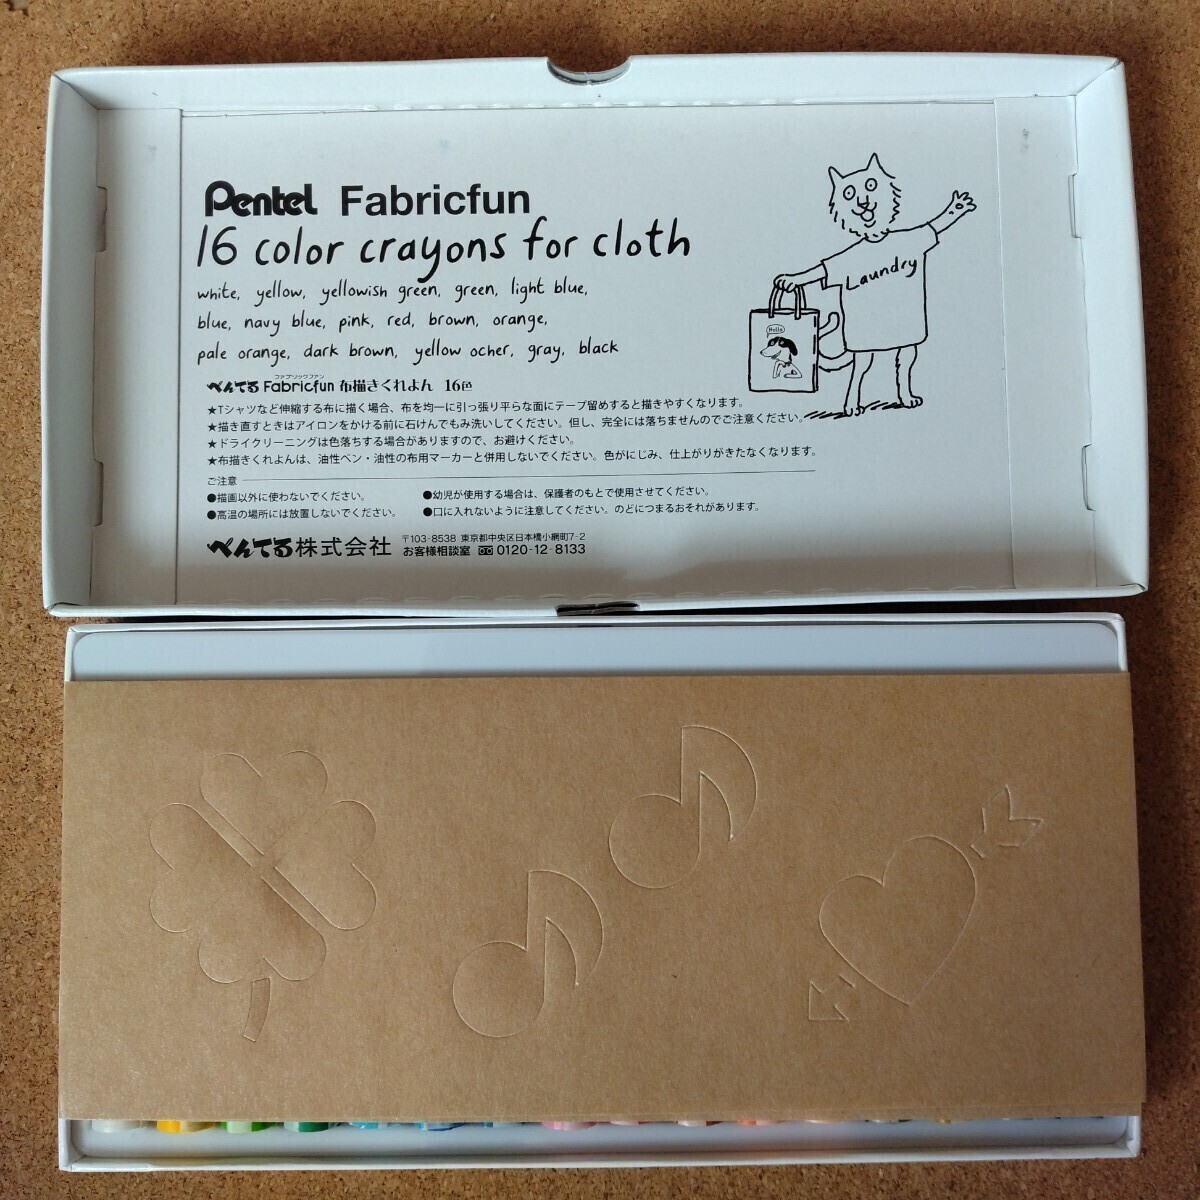 Pentel Fabricfun
16 color crayons for cloth
white, yellow, yellowish green, green, light blue,
blue, navy blue, pink, red, brown, orange,
pale orange, dark brown, yellow ocher, gray, black
Laundry
Hello
ファブリックファン
ぺんてる Fabricfun 布描きくれよん 16色
★Tシャツなど伸縮する布に描く場合、布を均一に引っ張り平らな面にテープ留めすると描きやすくなります。
★描き直すときはアイロンをかける前に石けんでもみ洗いしてください。但し、完全には落ちませんのでご注意ください。
★ドライクリーニングは色落ちする場合がありますので、お避けください。
★布描きくれよんは、油性ペン・油性の布用マーカーと併用しないでください。色がにじみ、仕上がりがきたなくなります。
ご注意
●描画以外に使わないでください。 ●幼児が使用する場合は、保護者のもとで使用させてください。
●高温の場所には放置しないでください。 ●口に入れないように注意してください。のどにつまるおそれがあります。
ぺんてる株式会社 〒103-8538 東京都中央区日本橋小網町7-2
お客様相談室 0120-12-8133